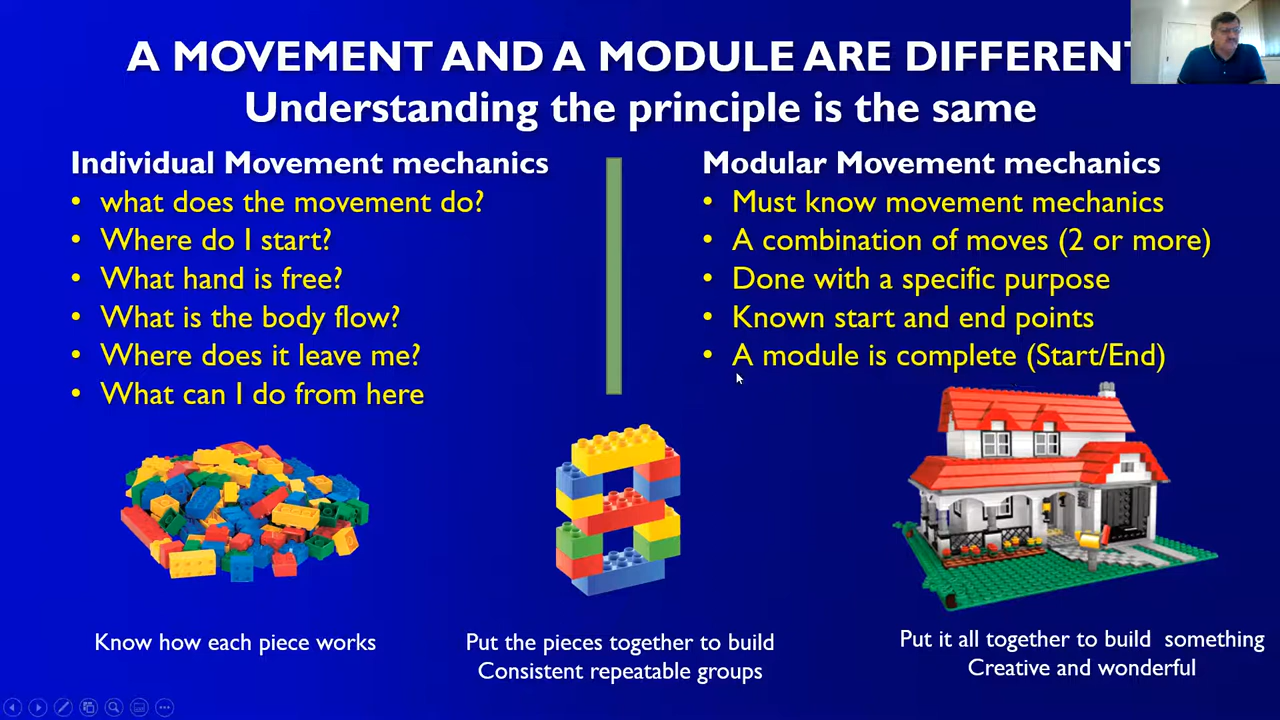 A MOVEMENT AND A MODULE ARE DIFFERENT
Understanding the principle is the same
Individual Movement mechanics
• what does the movement do?
• Where do I start?
• What hand is free?
• What is the body flow?
• Where does it leave me?
• What can I do from here
Modular Movement mechanics
• Must know movement mechanics
• A combination of moves (2 or more)
• Done with a specific purpose
• Known start and end points
• A module is complete (Start/End)
Know how each piece works
Put the pieces together to build
Consistent repeatable groups
Put it all together to build something
Creative and wonderful